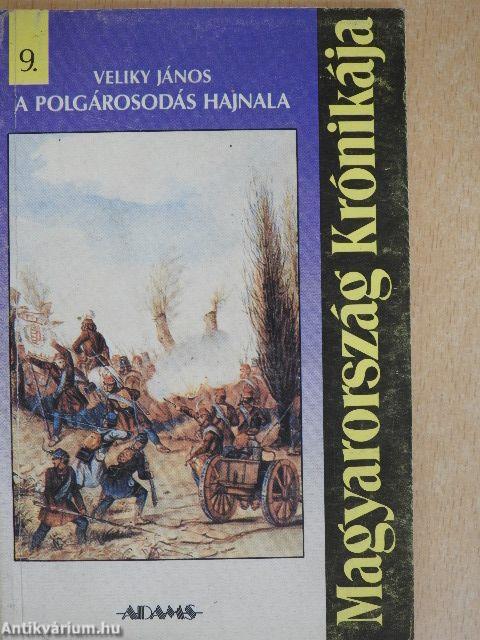 9.
VELIKY JÁNOS
A POLGÁROSODÁS HAJNALA
Magyarország Krónikája
ADAMS
Antikvárium.hu